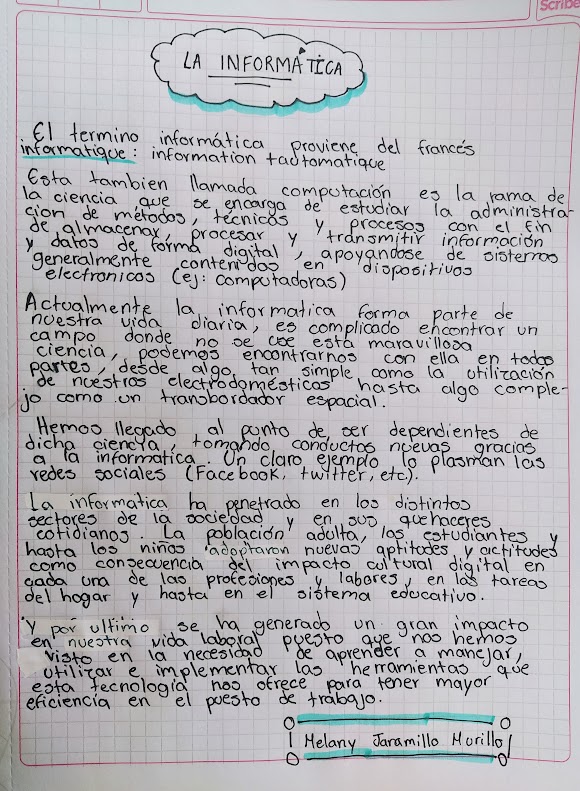 Scribe
LA INFORMÁTICA
El termino informática proviene del francés
informatique: information + automatique
Esta tambien llamada computación es la rama de
la ciencia que se encarga de estudiar la administra-
cion de métodos, técnicas y procesos con el fin
de almacenar, procesar y transmitir información
y datos de forma digital, apoyandose de sistemas
generalmente contenidos en dispositivos
electronicos (ej: computadoras)
Actualmente la informatica forma parte de
nuestra vida diaria, es complicado encontrar un
campo donde no se use esta maravillosa
ciencia, podemos encontrarnos con ella en todas
partes, desde algo tan simple como la utilización
de nuestros electrodomésticos hasta algo comple-
jo como un transbordador espacial.
Hemos llegado al punto de ser dependientes de
dicha ciencia, tomando conductas nuevas gracias
a la informatica. Un claro ejemplo lo plasman las
redes sociales (Facebook, twitter, etc).
La informatica ha penetrado en los distintos
sectores de la sociedad y en sus quehaceres
cotidianos. La población adulta, los estudiantes y
hasta los niños adoptaron nuevas aptitudes y actitudes
como consecuencia del impacto cultural digital en
cada una de las profesiones y labores, en las tareas
del hogar y hasta en el sistema educativo.
Y por ultimo se ha generado un gran impacto
en nuestra vida laboral puesto que nos hemos
visto en la necesidad de aprender a manejar,
utilizar e implementar las herramientas que
esta tecnología nos ofrece para tener mayor
eficiencia en el puesto de trabajo.
Melany Jaramillo Murillo